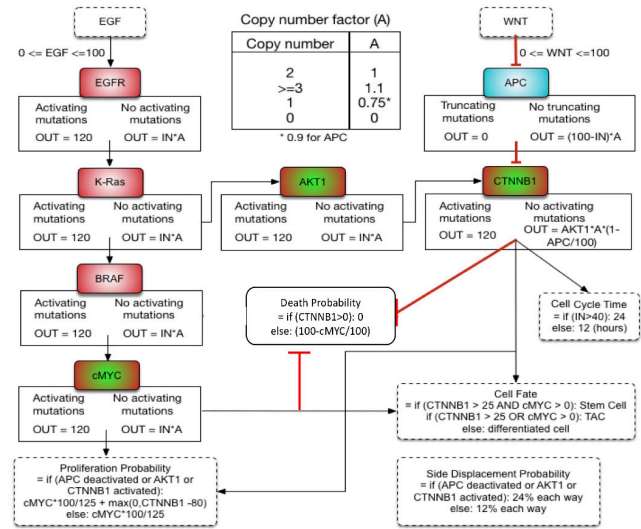 EGF
0 <= EGF <=100
EGFR
Activating No activating
mutations mutations
OUT = 120 OUT = IN*A
K-Ras
Activating No activating
mutations mutations
OUT = 120 OUT = IN*A
BRAF
Activating No activating
mutations mutations
OUT = 120 OUT = IN*A
cMYC
Activating No activating
mutations mutations
OUT = 120 OUT = IN*A
Proliferation Probability
= if (APC deactivated or AKT1 or
CTNNB1 activated):
cMYC*100/125 + max(0,CTNNB1 -80)
else: cMYC*100/125
Copy number factor (A)
Copy number A
2 1
>=3 1.1
1 0.75*
0 0
* 0.9 for APC
AKT1
Activating No activating
mutations mutations
OUT = 120 OUT = IN*A
Death Probability
= if (CTNNB1>0): 0
else: (100-cMYC/100)
WNT
0 <= WNT <=100
APC
Truncating No truncating
mutations mutations
OUT = 0 OUT = (100-IN)*A
CTNNB1
Activating No activating
mutations mutations
OUT = 120 OUT = AKT1*A*(1-
APC/100)
Cell Cycle Time
= if (IN>40): 24
else: 12 (hours)
Cell Fate
= if (CTNNB1 > 25 AND cMYC > 0): Stem Cell
if (CTNNB1 > 25 OR cMYC > 0): TAC
else: differentiated cell
Side Displacement Probability
= if (APC deactivated or AKT1 or
CTNNB1 activated): 24% each way
else: 12% each way